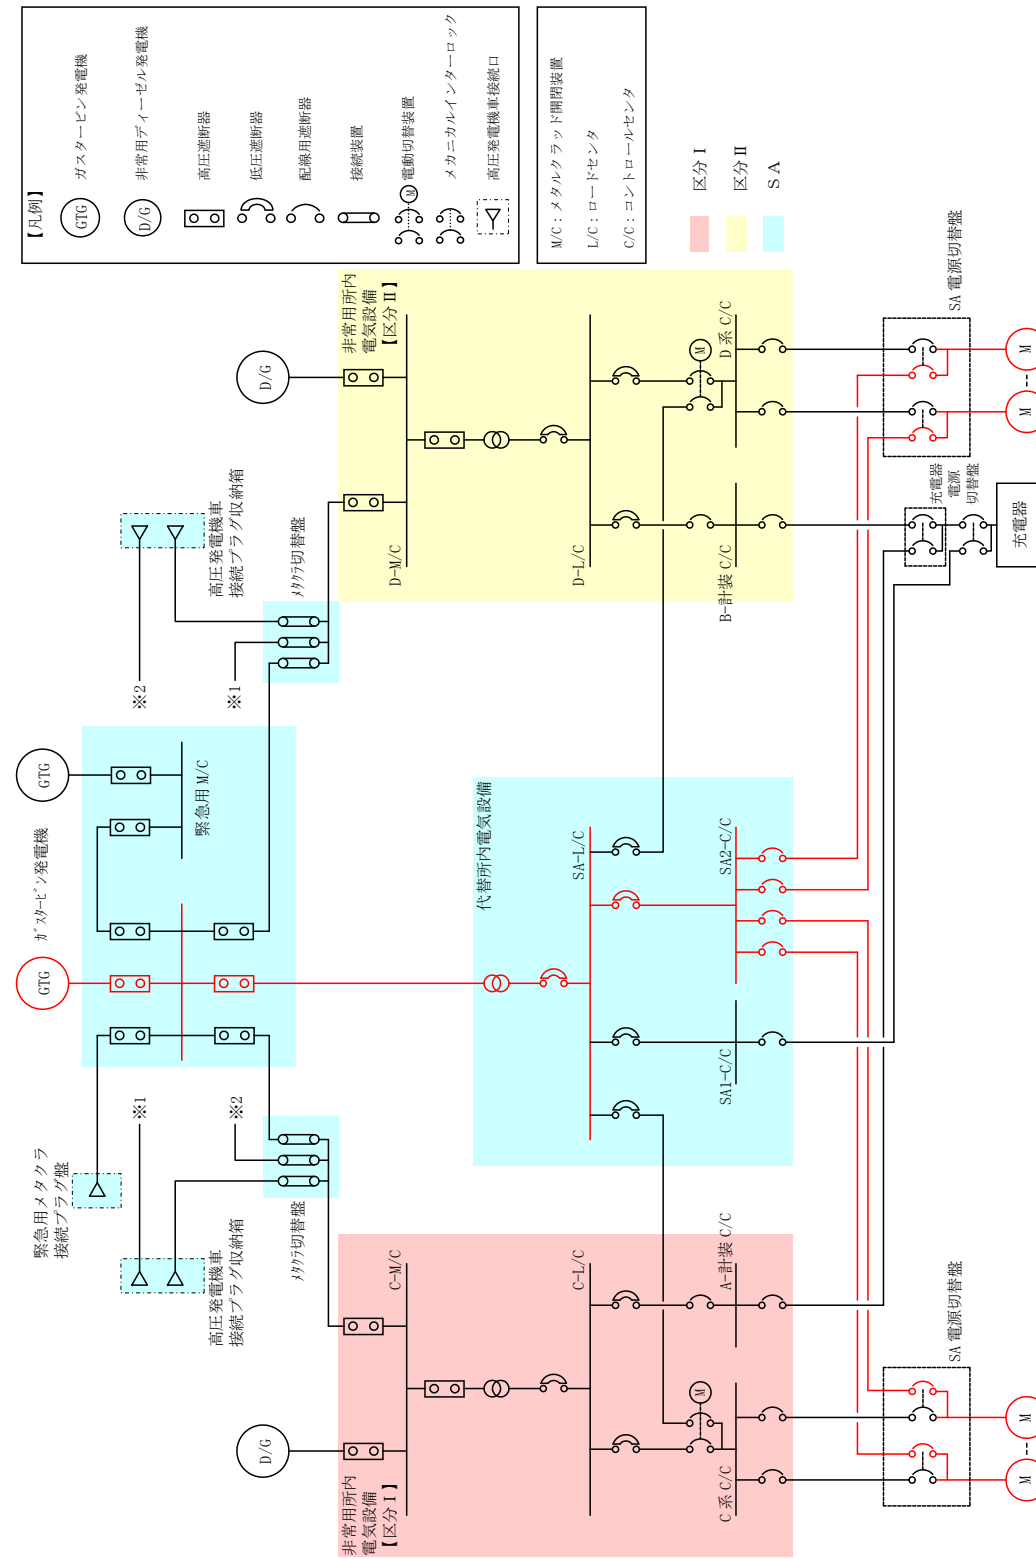 【凡例】
GTG
ガスタービン発電機
D/G
非常用ディーゼル発電機
高圧遮断器
低圧遮断器
配線用遮断器
接続装置
M
電動切替装置
メカニカルインターロック
高圧発電機車接続口
M/C：メタルクラッド開閉装置
L/C：ロードセンタ
C/C：コントロールセンタ
区分Ⅰ
区分Ⅱ
ＳＡ
緊急用メタクラ
接続プラグ盤
GTG
ｶﾞｽﾀｰﾋﾞﾝ発電機
GTG
緊急用 M/C
高圧発電機車
接続プラグ収納箱
※1
※2
ﾒﾀｸﾗ切替盤
高圧発電機車
接続プラグ収納箱
※2
※1
ﾒﾀｸﾗ切替盤
D/G
非常用所内
電気設備
【区分Ⅰ】
C-M/C
C-L/C
M
C 系 C/C
A-計装 C/C
代替所内電気設備
SA-L/C
SA1-C/C
SA2-C/C
D/G
非常用所内
電気設備
【区分Ⅱ】
D-M/C
D-L/C
M
B-計装 C/C
D 系 C/C
SA 電源切替盤
M
M
充電器
電源
切替盤
充電器
SA 電源切替盤
M
M